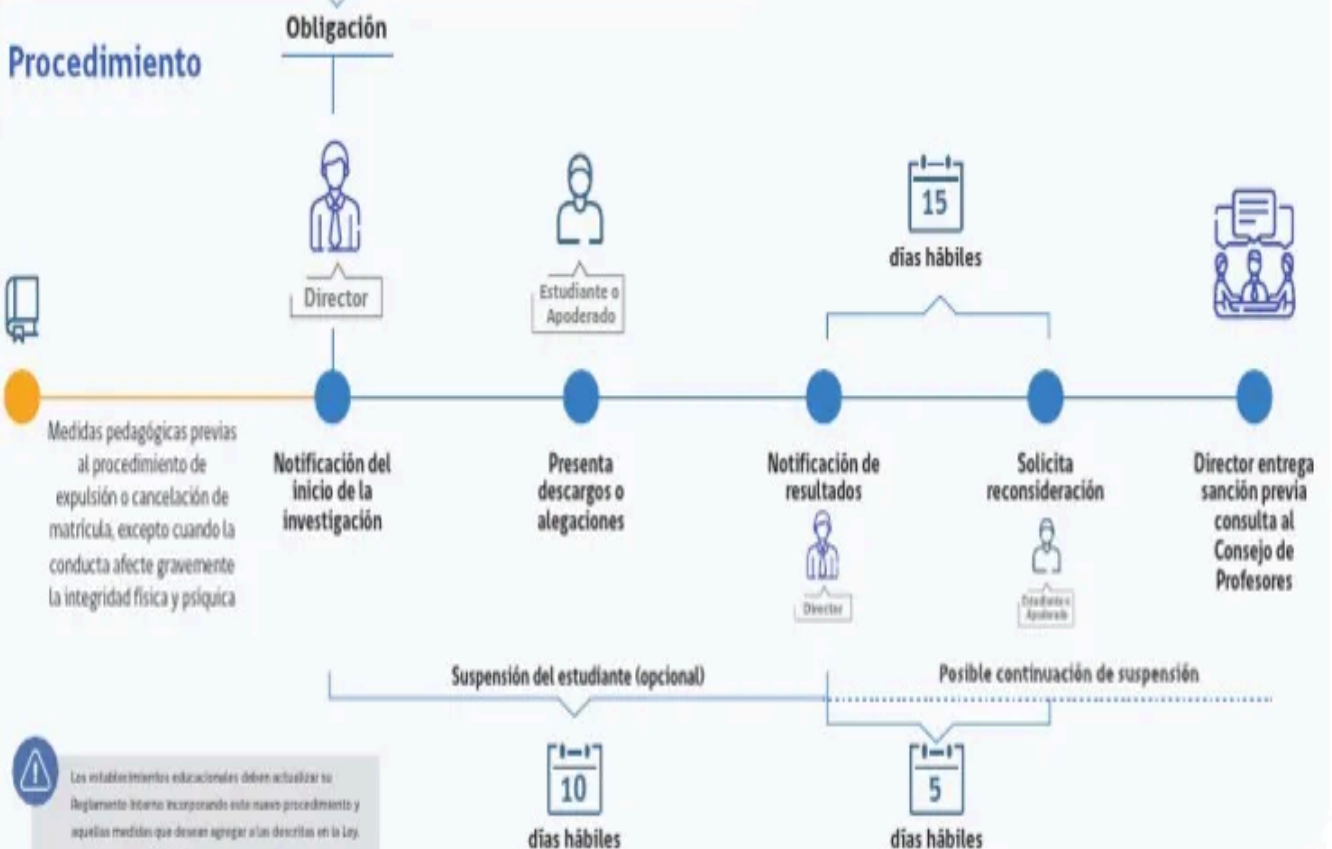 Obligación
Procedimiento
Director
Estudiante o
Apoderado
15
días hábiles
Medidas pedagógicas previas
al procedimiento de
expulsión o cancelación de
matrícula, excepto cuando la
conducta afecte gravemente
la integridad física y psíquica
Notificación del
inicio de la
investigación
Presenta
descargos o
alegaciones
Notificación de
resultados
Director
Solicita
reconsideración
Estudiante o
Apoderado
Director entrega
sanción previa
consulta al
Consejo de
Profesores
Suspensión del estudiante (opcional)
Posible continuación de suspensión
10
días hábiles
5
días hábiles
Los establecimientos educacionales deben actualizar su
Reglamento Interno incorporando este nuevo procedimiento y
aquellas medidas que desean agregar a las descritas en la Ley.